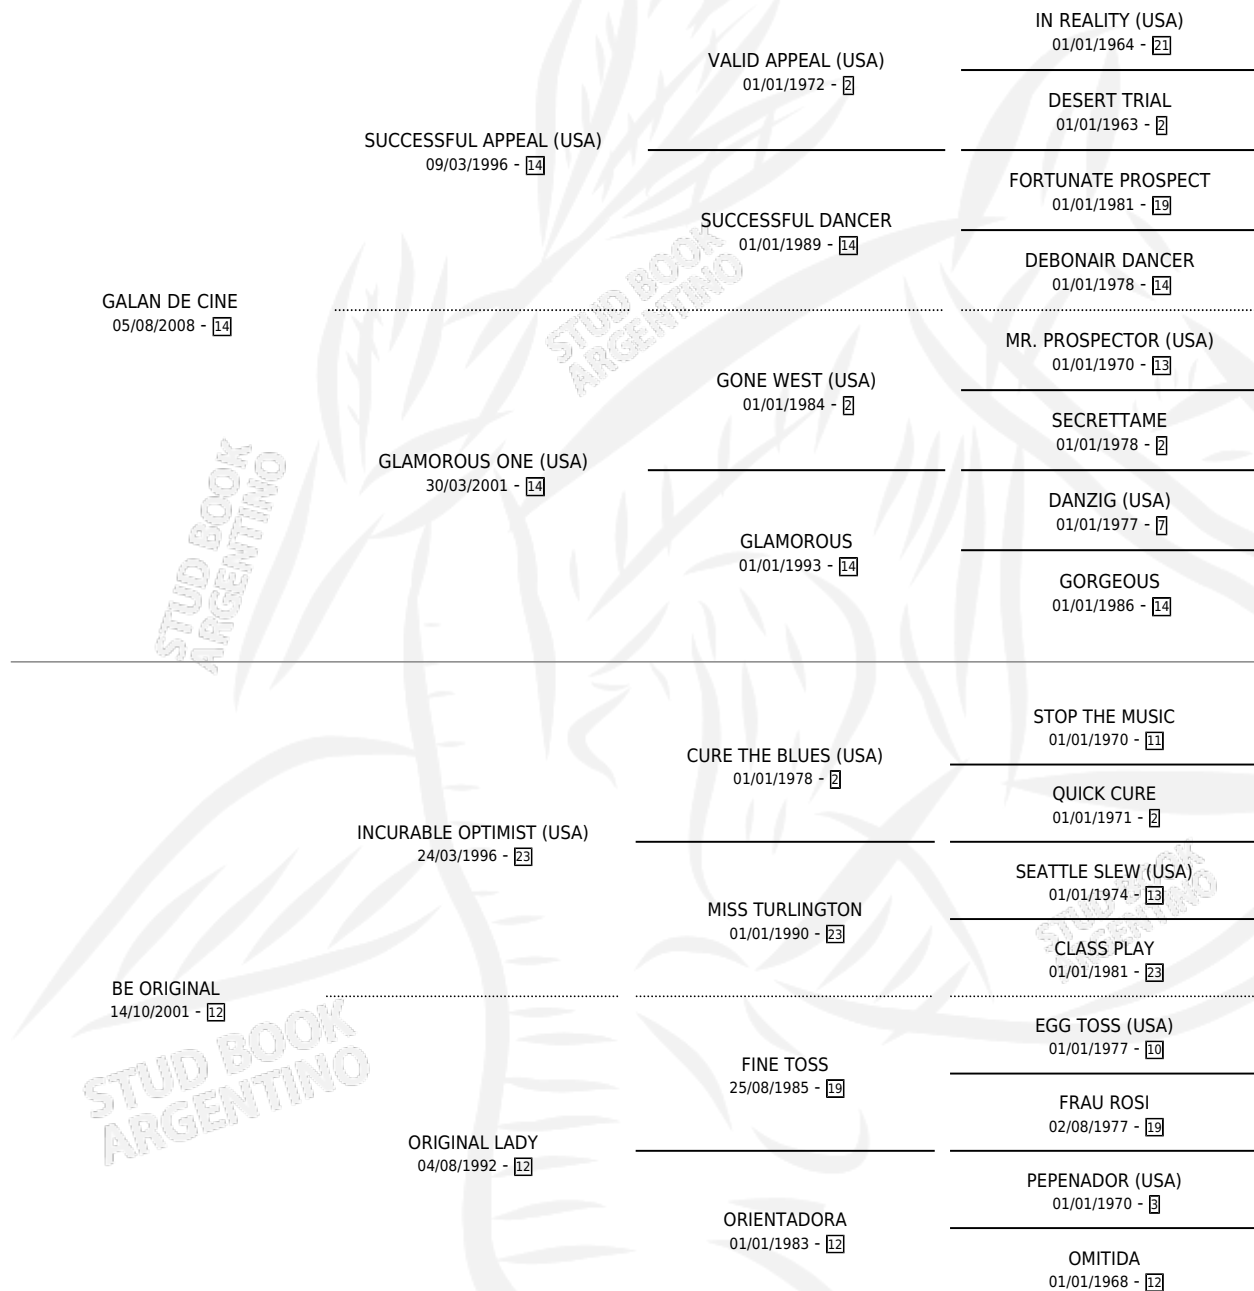 IN REALITY (USA)
01/01/1964 - 21
VALID APPEAL (USA)
01/01/1972 - 2
DESERT TRIAL
01/01/1963 - 2
SUCCESSFUL APPEAL (USA)
09/03/1996 - 14
FORTUNATE PROSPECT
01/01/1981 - 19
SUCCESSFUL DANCER
01/01/1989 - 14
DEBONAIR DANCER
01/01/1978 - 14
GALAN DE CINE
05/08/2008 - 14
MR. PROSPECTOR (USA)
01/01/1970 - 13
GONE WEST (USA)
01/01/1984 - 2
SECRETTAME
01/01/1978 - 2
GLAMOROUS ONE (USA)
30/03/2001 - 14
DANZIG (USA)
01/01/1977 - 7
GLAMOROUS
01/01/1993 - 14
GORGEOUS
01/01/1986 - 14
STOP THE MUSIC
01/01/1970 - 11
CURE THE BLUES (USA)
01/01/1978 - 2
QUICK CURE
01/01/1971 - 2
INCURABLE OPTIMIST (USA)
24/03/1996 - 23
SEATTLE SLEW (USA)
01/01/1974 - 13
MISS TURLINGTON
01/01/1990 - 23
CLASS PLAY
01/01/1981 - 23
BE ORIGINAL
14/10/2001 - 12
EGG TOSS (USA)
01/01/1977 - 10
FINE TOSS
25/08/1985 - 19
FRAU ROSI
02/08/1977 - 19
ORIGINAL LADY
04/08/1992 - 12
PEPENADOR (USA)
01/01/1970 - 3
ORIENTADORA
01/01/1983 - 12
OMITIDA
01/01/1968 - 12
STUD BOOK
ARGENTINO
STUD BOOK
ARGENTINO
STUD BOOK
ARGENTINO
STUD BOOK
ARGENTINO